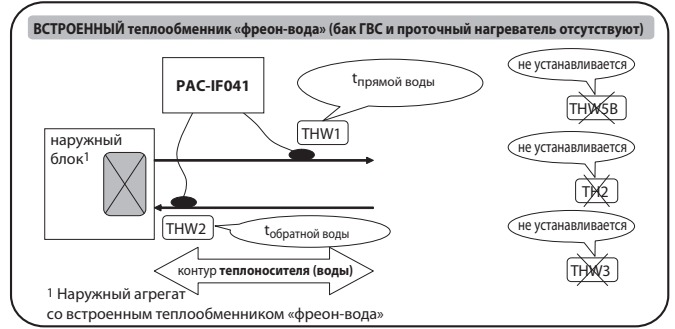 ВСТРОЕННЫЙ теплообменник «фреон-вода» (бак ГВС и проточный нагреватель отсутствуют)
PAC-IF041
tпрямой воды
THW1
наружный
блок1
THW2
tобратной воды
контур теплоносителя (воды)
1 Наружный агрегат
со встроенным теплообменником «фреон-вода»
не устанавливается
THW5B
не устанавливается
TH2
не устанавливается
THW3